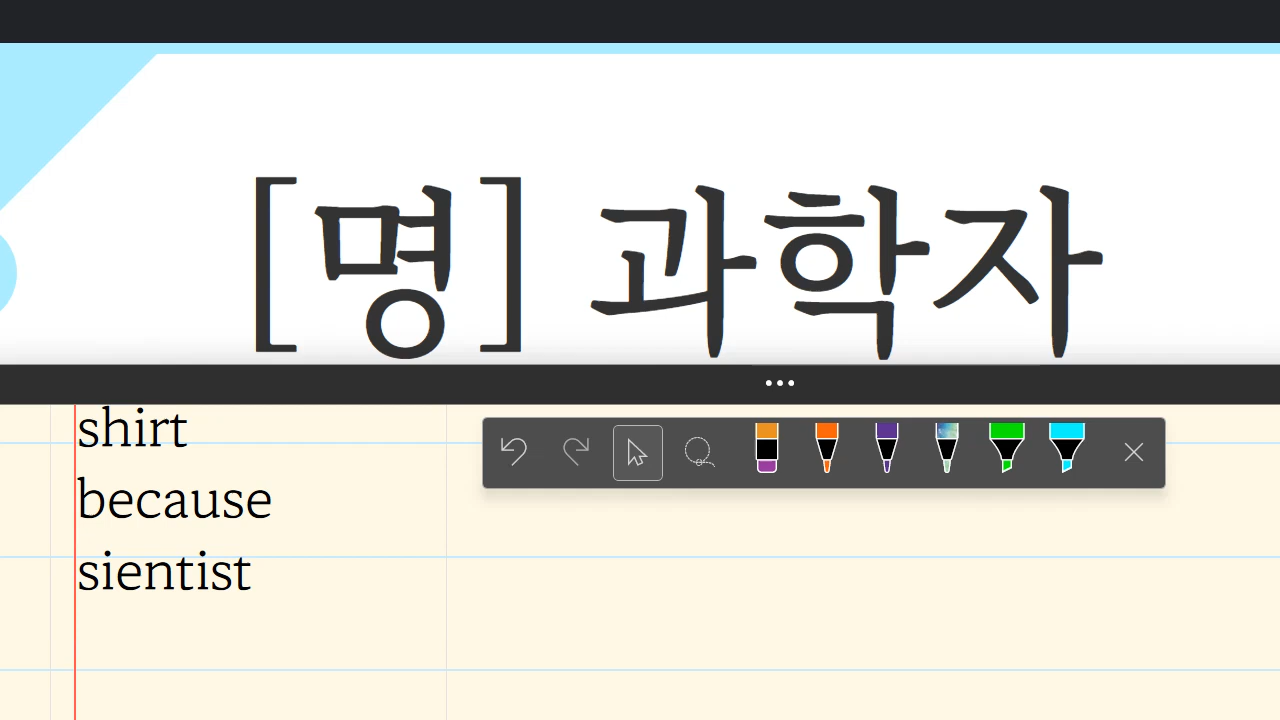 [명] 과학자
shirt
because
sientist